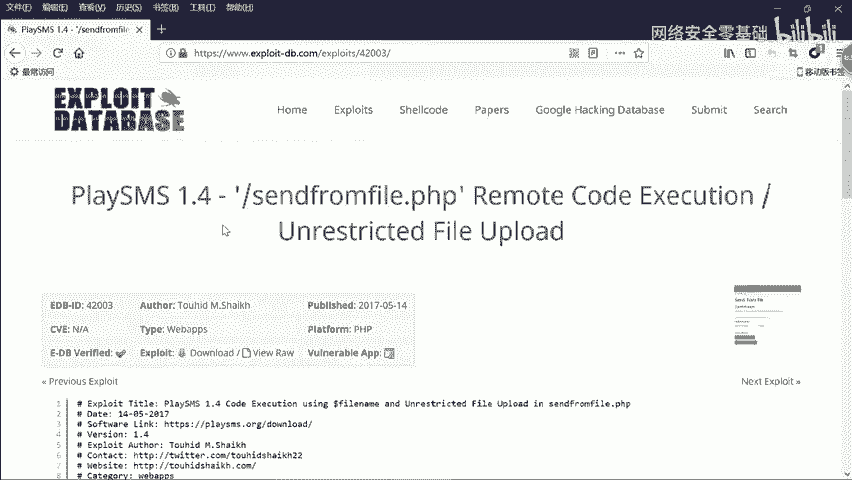 文件(F) 编辑(E) 查看(V) 历史(S) 书签(B) 工具(T) 帮助(H)
PlaySMS 1.4 - '/sendfromfile
网络安全零基础 bilibili
https://www.exploit-db.com/exploits/42003/
最常访问
移动版书签
EXPLOIT
DATABASE
Home Exploits Shellcode Papers Google Hacking Database Submit Search
PlaySMS 1.4 - '/sendfromfile.php' Remote Code Execution /
Unrestricted File Upload
EDB-ID: 42003 Author: Touhid M.Shaikh Published: 2017-05-14
CVE: N/A Type: Webapps Platform: PHP
E-DB Verified: Exploit: Download / View Raw Vulnerable App:
« Previous Exploit Next Exploit »
1 # Exploit Title: PlaySMS 1.4 Code Execution using $filename and Unrestricted File Upload in sendfromfile.php
2 # Date: 14-05-2017
3 # Software Link: https://playsms.org/download/
4 # Version: 1.4
5 # Exploit Author: Touhid M.Shaikh
6 # Contact: http://twitter.com/touhidshaikh22
7 # Website: http://touhidshaikh.com/
8 # Category: webapps